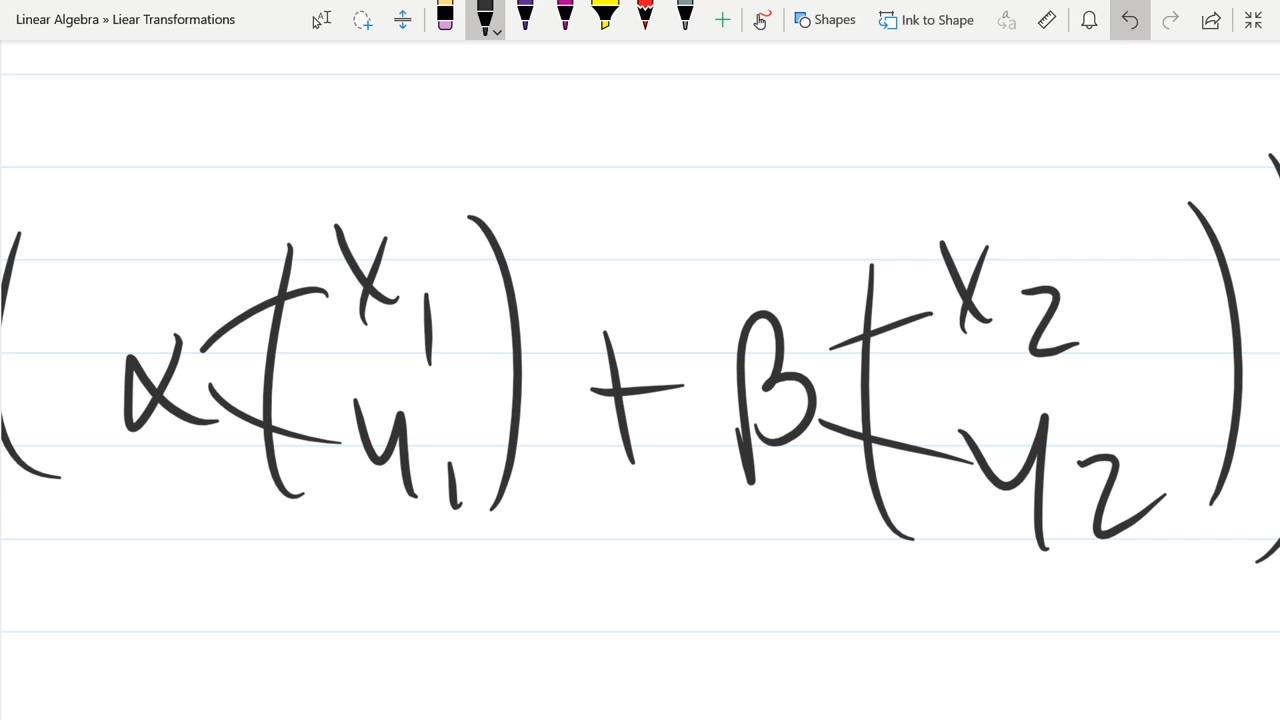 Linear Algebra » Liear Transformations
Shapes
Ink to Shape
( α ( x1 ) + β ( x2 ) )
y1 y2